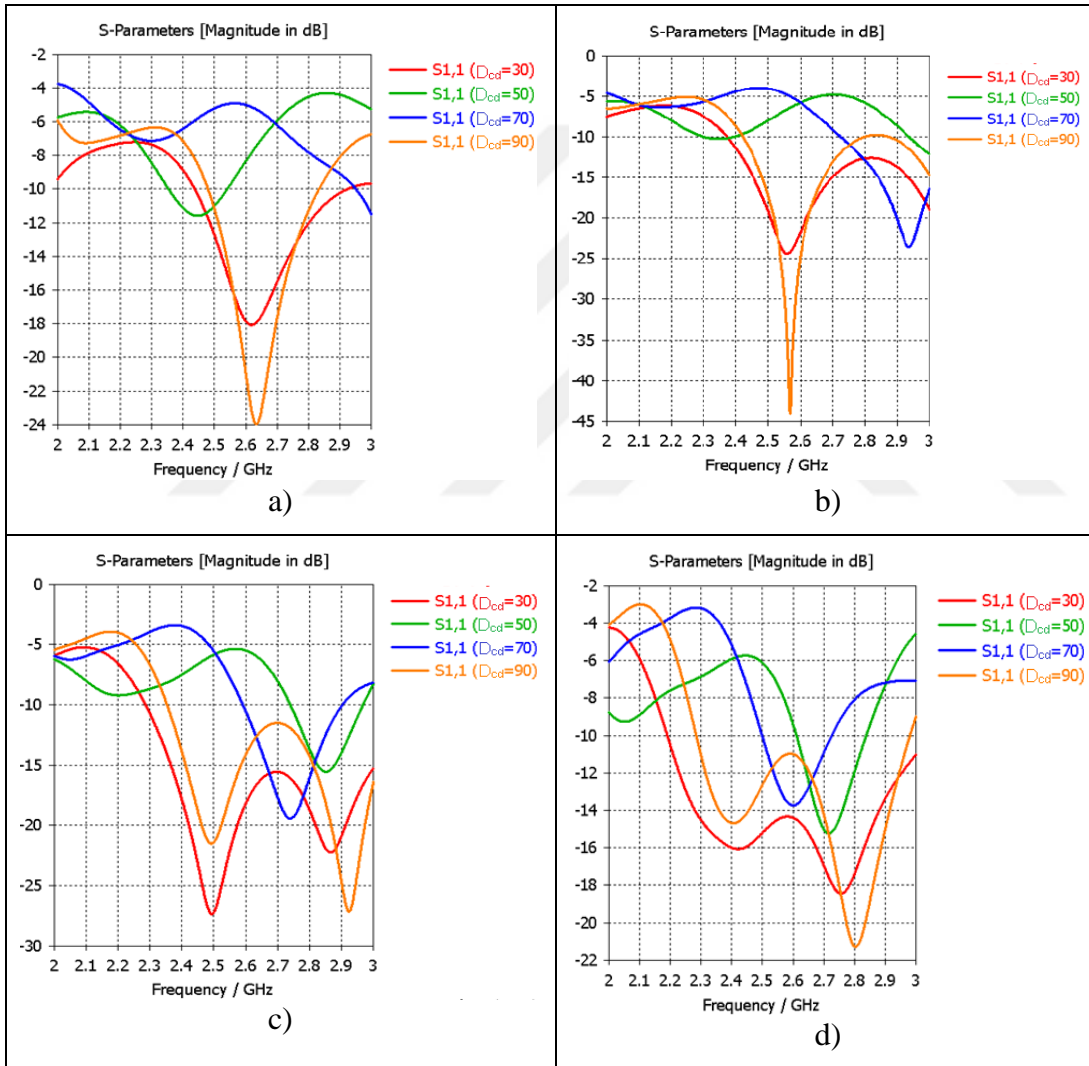 S-Parameters [Magnitude in dB]
-2
-4
-6
-8
-10
-12
-14
-16
-18
-20
-22
-24
2 2.1 2.2 2.3 2.4 2.5 2.6 2.7 2.8 2.9 3
Frequency / GHz
S1,1 (Dcd=30)
S1,1 (Dcd=50)
S1,1 (Dcd=70)
S1,1 (Dcd=90)
a)
S-Parameters [Magnitude in dB]
0
-5
-10
-15
-20
-25
-30
-35
-40
-45
2 2.1 2.2 2.3 2.4 2.5 2.6 2.7 2.8 2.9 3
Frequency / GHz
S1,1 (Dcd=30)
S1,1 (Dcd=50)
S1,1 (Dcd=70)
S1,1 (Dcd=90)
b)
S-Parameters [Magnitude in dB]
0
-5
-10
-15
-20
-25
-30
2 2.1 2.2 2.3 2.4 2.5 2.6 2.7 2.8 2.9 3
Frequency / GHz
S1,1 (Dcd=30)
S1,1 (Dcd=50)
S1,1 (Dcd=70)
S1,1 (Dcd=90)
c)
S-Parameters [Magnitude in dB]
-2
-4
-6
-8
-10
-12
-14
-16
-18
-20
-22
2 2.1 2.2 2.3 2.4 2.5 2.6 2.7 2.8 2.9 3
Frequency / GHz
S1,1 (Dcd=30)
S1,1 (Dcd=50)
S1,1 (Dcd=70)
S1,1 (Dcd=90)
d)